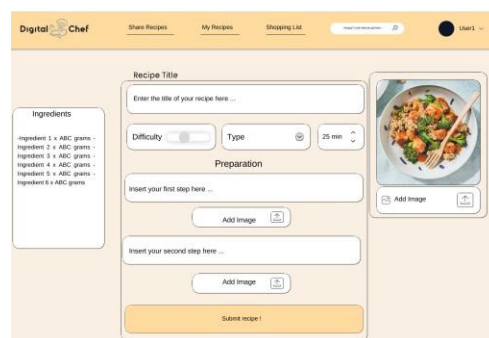 Digital Chef
Share Recipes
My Recipes
Shopping List
User1
Recipe Title
Enter the title of your recipe here ...
Difficulty
Type
25 min
Preparation
Insert your first step here ...
Add Image
Insert your second step here ...
Add Image
Submit recipe !
Ingredients
-Ingredient 1 x ABC grams -
Ingredient 2 x ABC grams -
Ingredient 3 x ABC grams -
Ingredient 4 x ABC grams -
Ingredient 5 x ABC grams -
Ingredient 6 x ABC grams
Add Image